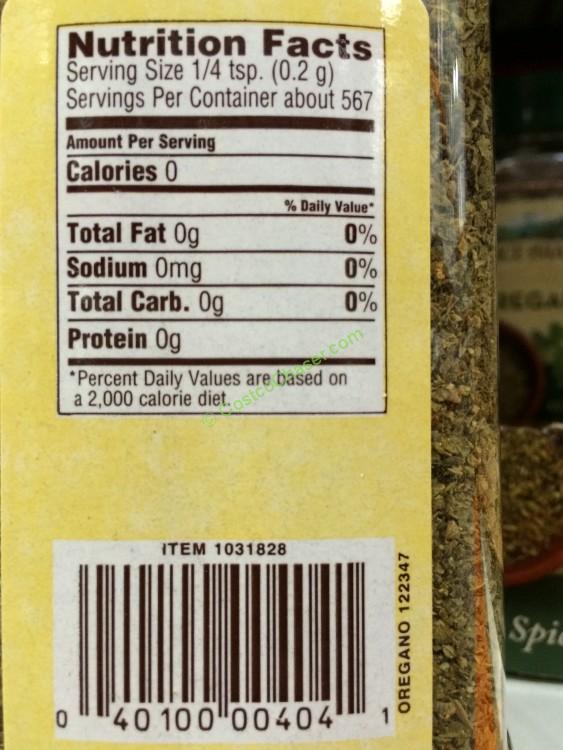 Nutrition Facts
Serving Size 1/4 tsp. (0.2 g)
Servings Per Container about 567
Amount Per Serving
Calories 0
% Daily Value*
Total Fat 0g 0%
Sodium 0mg 0%
Total Carb. 0g 0%
Protein 0g
*Percent Daily Values are based on
a 2,000 calorie diet.
© CostcoChaser.com
ITEM 1031828
0 40100 00404 1
OREGANO 122347